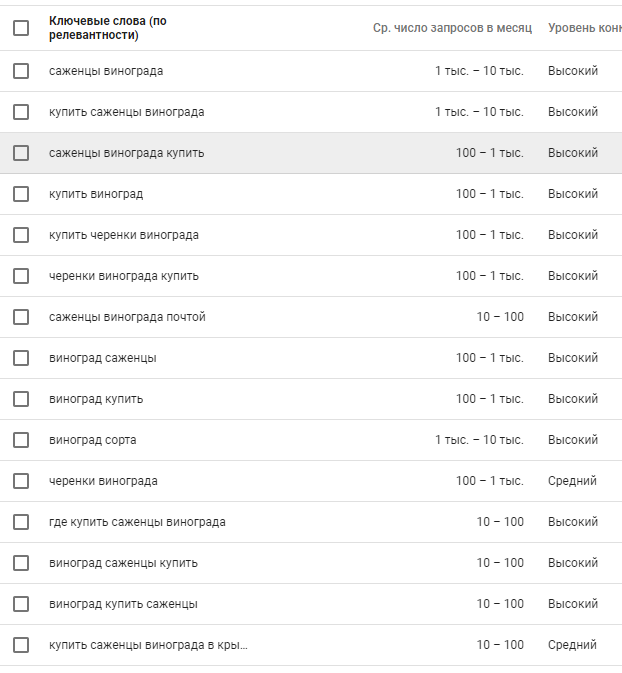 Ключевые слова (по
релевантности)
Ср. число запросов в месяц Уровень кон
саженцы винограда 1 тыс. – 10 тыс. Высокий
купить саженцы винограда 1 тыс. – 10 тыс. Высокий
саженцы винограда купить 100 – 1 тыс. Высокий
купить виноград 100 – 1 тыс. Высокий
купить черенки винограда 100 – 1 тыс. Высокий
черенки винограда купить 100 – 1 тыс. Высокий
саженцы винограда почтой 10 – 100 Высокий
виноград саженцы 100 – 1 тыс. Высокий
виноград купить 100 – 1 тыс. Высокий
виноград сорта 1 тыс. – 10 тыс. Высокий
черенки винограда 100 – 1 тыс. Средний
где купить саженцы винограда 10 – 100 Высокий
виноград саженцы купить 10 – 100 Высокий
виноград купить саженцы 10 – 100 Высокий
купить саженцы винограда в кры... 10 – 100 Средний